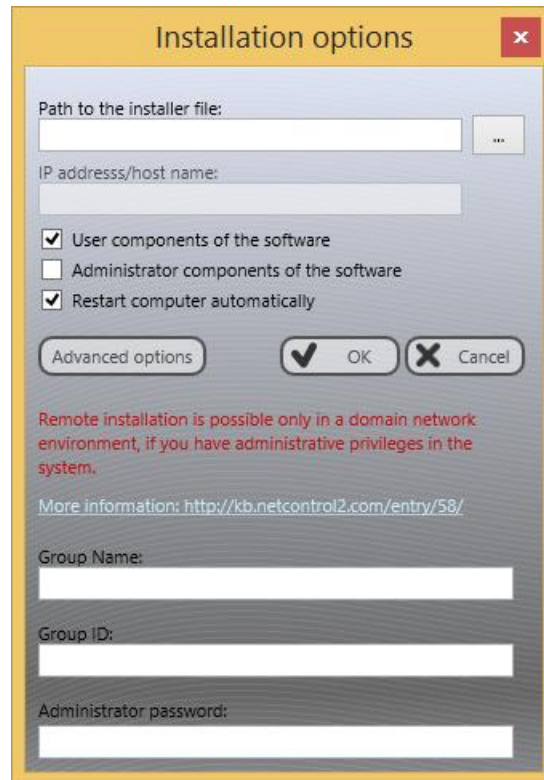 Installation options
x
Path to the installer file:
...
IP addresss/host name:
User components of the software
Administrator components of the software
Restart computer automatically
Advanced options OK Cancel
Remote installation is possible only in a domain network
environment, if you have administrative privileges in the
system.
More information: http://kb.netcontrol2.com/entry/58/
Group Name:
Group ID:
Administrator password: